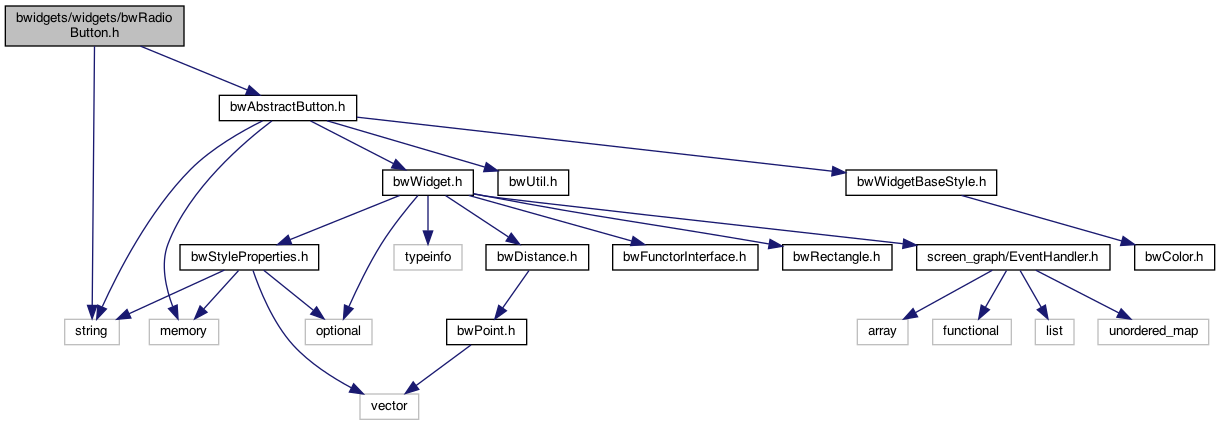 bwidgets/widgets/bwRadio
Button.h
bwAbstractButton.h
bwWidget.h
bwUtil.h
bwWidgetBaseStyle.h
bwStyleProperties.h
typeinfo
bwDistance.h
bwFunctorInterface.h
bwRectangle.h
screen_graph/EventHandler.h
bwColor.h
string
memory
optional
bwPoint.h
array
functional
list
unordered_map
vector